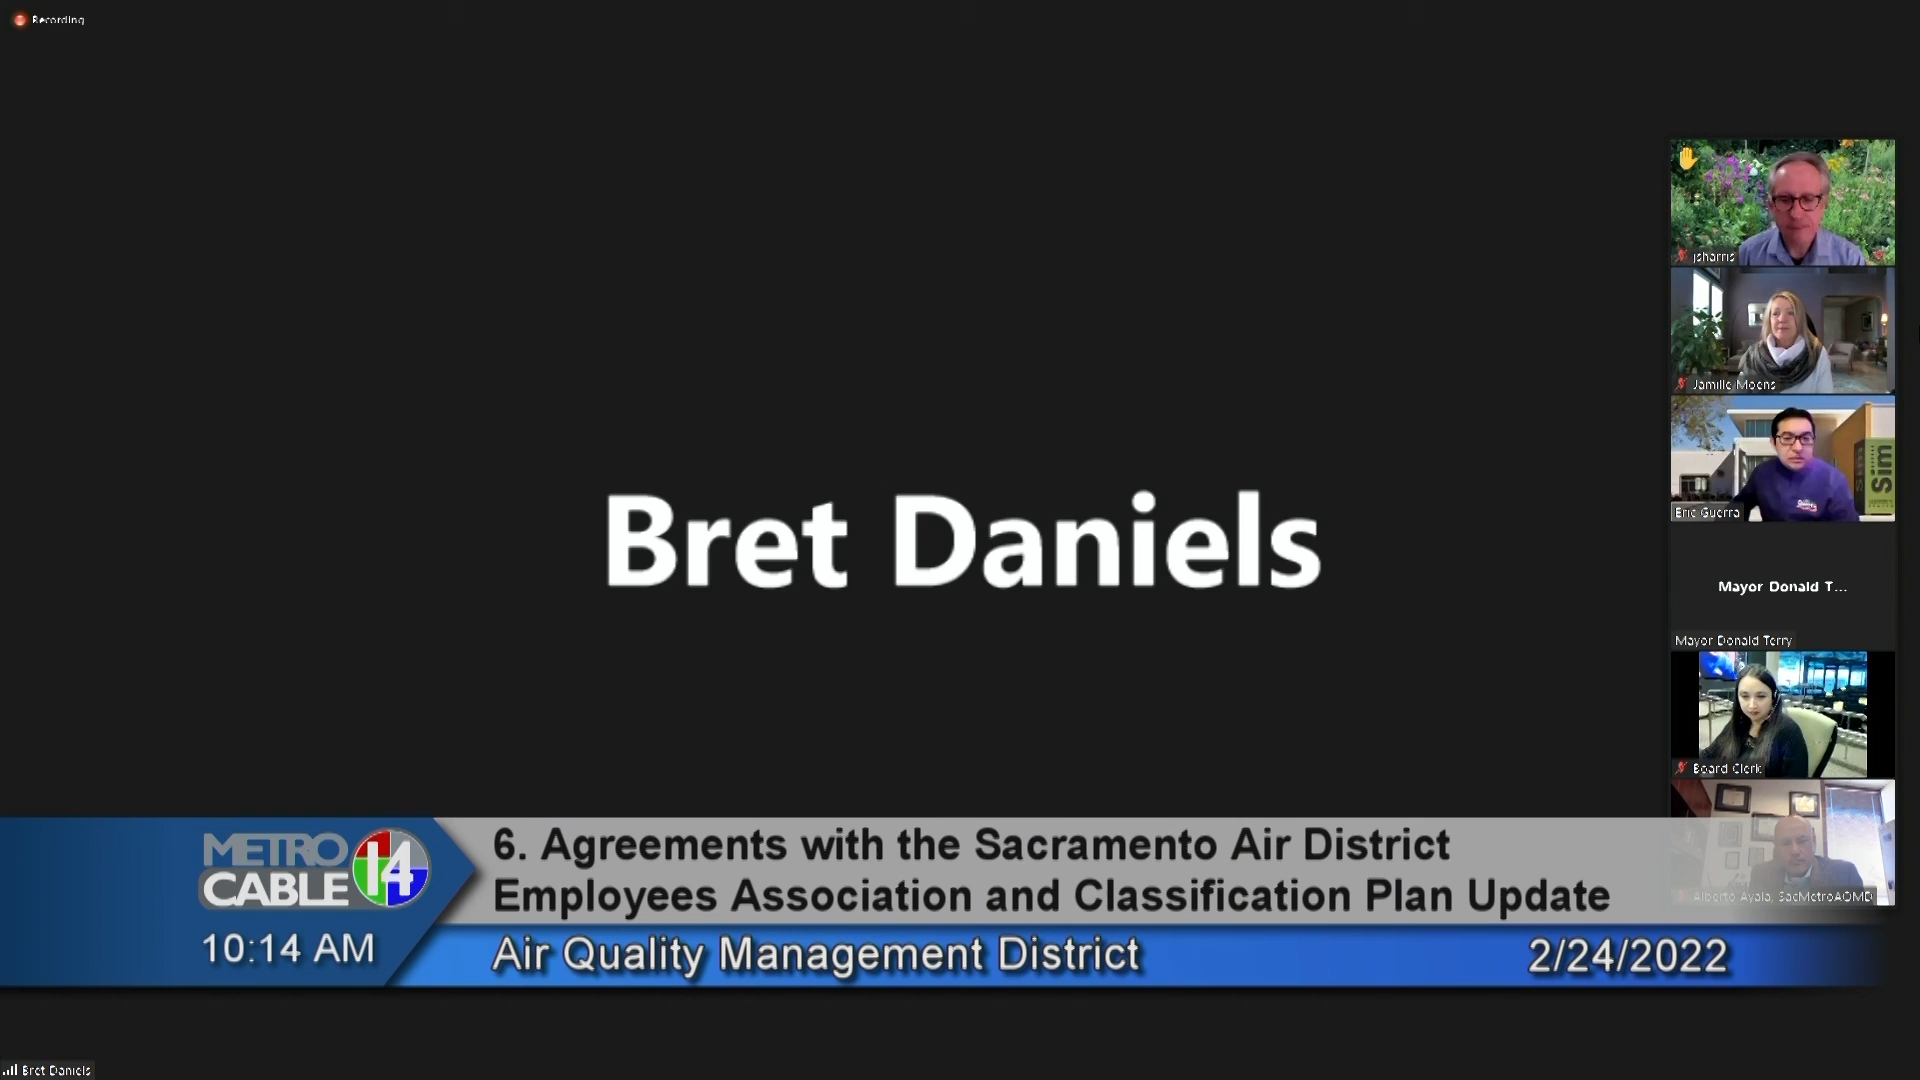 Recording
jsharris
Jamille Moens
Sim
Eric Guerra
Bret Daniels
Mayor Donald T...
Mayor Donald Terry
Board Clerk
METRO
CABLE 14
6. Agreements with the Sacramento Air District
Employees Association and Classification Plan Update
Alberto Ayala, SacMetroAQMD
10:14 AM
Air Quality Management District
2/24/2022
Bret Daniels